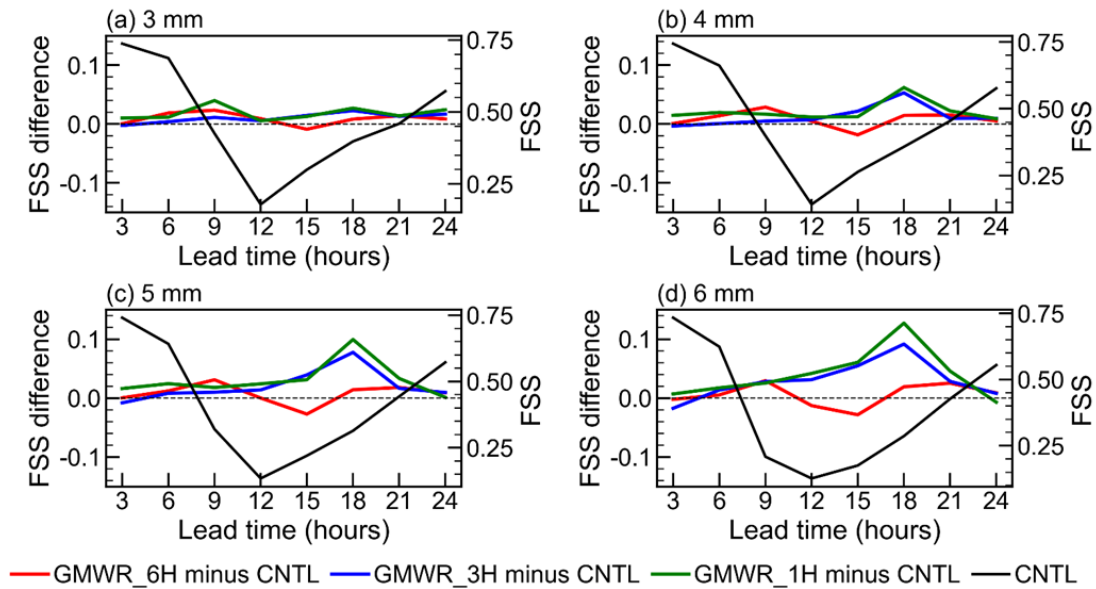 (a) 3 mm
(b) 4 mm
FSS difference
0.1
0.0
-0.1
0.75
0.50
0.25
FSS
3 6 9 12 15 18 21 24
Lead time (hours)
FSS difference
0.1
0.0
-0.1
0.75
0.50
0.25
FSS
3 6 9 12 15 18 21 24
Lead time (hours)
(c) 5 mm
(d) 6 mm
FSS difference
0.1
0.0
-0.1
0.75
0.50
0.25
FSS
3 6 9 12 15 18 21 24
Lead time (hours)
FSS difference
0.1
0.0
-0.1
0.75
0.50
0.25
FSS
3 6 9 12 15 18 21 24
Lead time (hours)
GMWR_6H minus CNTL GMWR_3H minus CNTL GMWR_1H minus CNTL CNTL